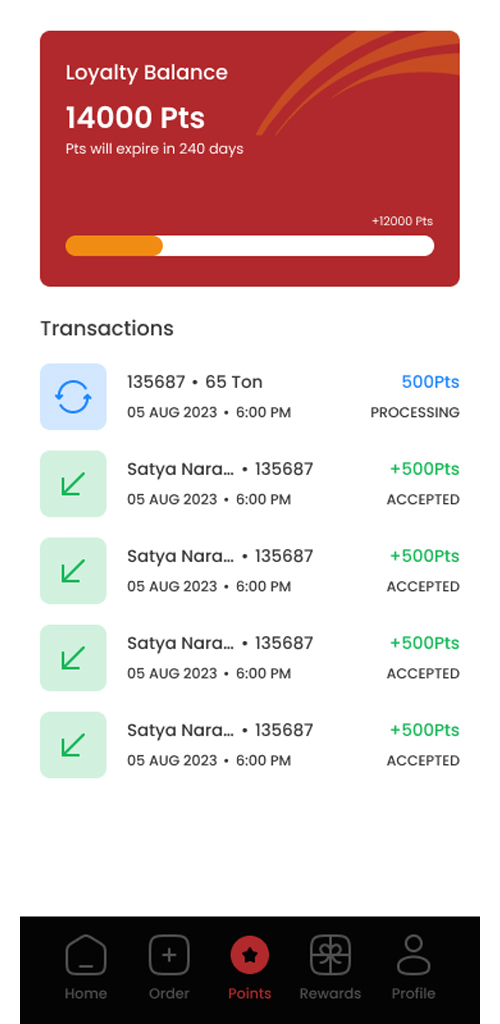 Loyalty Balance
14000 Pts
Pts will expire in 240 days
+12000 Pts
Transactions
135687 • 65 Ton 500Pts
05 AUG 2023 • 6:00 PM PROCESSING
Satya Nara... • 135687 +500Pts
05 AUG 2023 • 6:00 PM ACCEPTED
Satya Nara... • 135687 +500Pts
05 AUG 2023 • 6:00 PM ACCEPTED
Satya Nara... • 135687 +500Pts
05 AUG 2023 • 6:00 PM ACCEPTED
Satya Nara... • 135687 +500Pts
05 AUG 2023 • 6:00 PM ACCEPTED
Home Order Points Rewards Profile